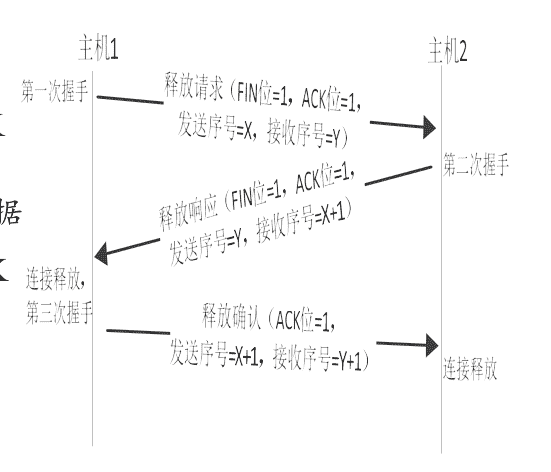 主机1
主机2
第一次握手
释放请求（FIN位=1，ACK位=1，
发送序号=X，接收序号=Y）
第二次握手
释放响应（FIN位=1，ACK位=1，
发送序号=Y，接收序号=X+1）
据
连接释放，
第三次握手
释放确认（ACK位=1，
发送序号=X+1，接收序号=Y+1）
连接释放